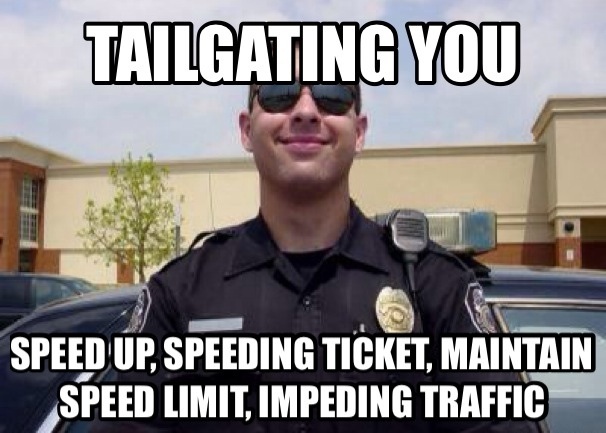 TAILGATING YOU
SPEED UP, SPEEDING TICKET, MAINTAIN
SPEED LIMIT, IMPEDING TRAFFIC